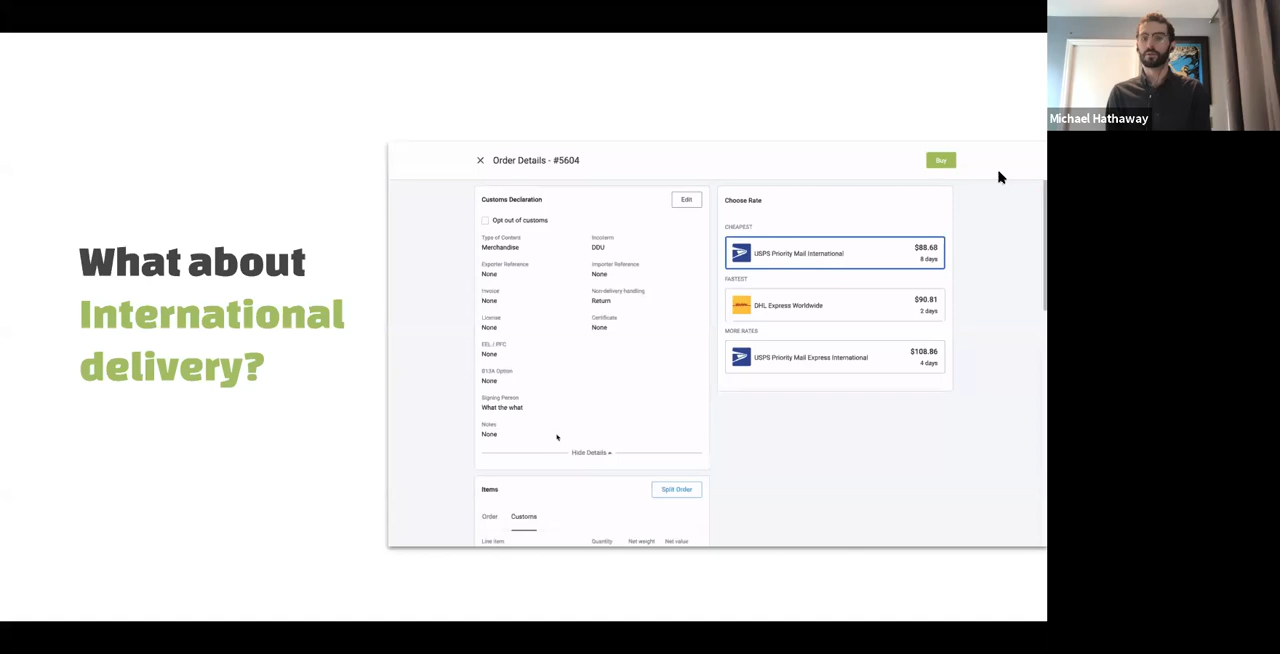 Michael Hathaway
What about
International
delivery?
Order Details - #5604
Buy
Customs Declaration
Edit
Opt out of customs
Type of Content
Incoterm
Merchandise
DDU
Exporter Reference
Importer Reference
None
None
Invoice
Non-delivery handling
None
Return
License
Certificate
None
None
EEL / PFC
None
B13A Option
None
Signing Person
What the what
Notes
None
Hide Details
Items
Split Order
Order
Customs
Line item
Quantity
Net weight
Net value
Choose Rate
CHEAPEST
USPS Priority Mail International
$88.68
8 days
FASTEST
DHL Express Worldwide
$90.81
2 days
MORE RATES
USPS Priority Mail Express International
$108.86
4 days